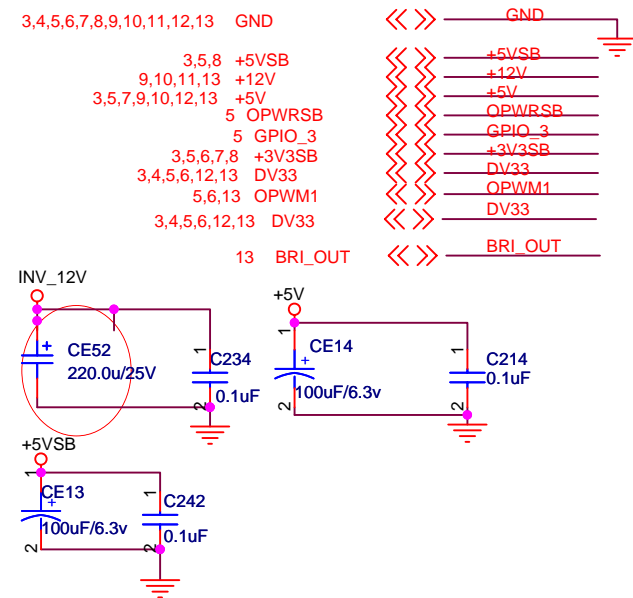 3,4,5,6,7,8,9,10,11,12,13 GND GND
3,5,8 +5VSB +5VSB
9,10,11,13 +12V +12V
3,5,7,9,10,12,13 +5V +5V
5 OPWRSB OPWRSB
5 GPIO_3 GPIO_3
3,5,6,7,8 +3V3SB +3V3SB
3,4,5,6,12,13 DV33 DV33
5,6,13 OPWM1 OPWM1
3,4,5,6,12,13 DV33 DV33
13 BRI_OUT BRI_OUT
INV_12V
+
CE52
220.0u/25V
1
C234
0.1uF
2
+5V
1
CE14
+
100uF/6.3v
2
1
C214
0.1uF
2
+5VSB
1
CE13
+
100uF/6.3v
2
1
C242
0.1uF
2